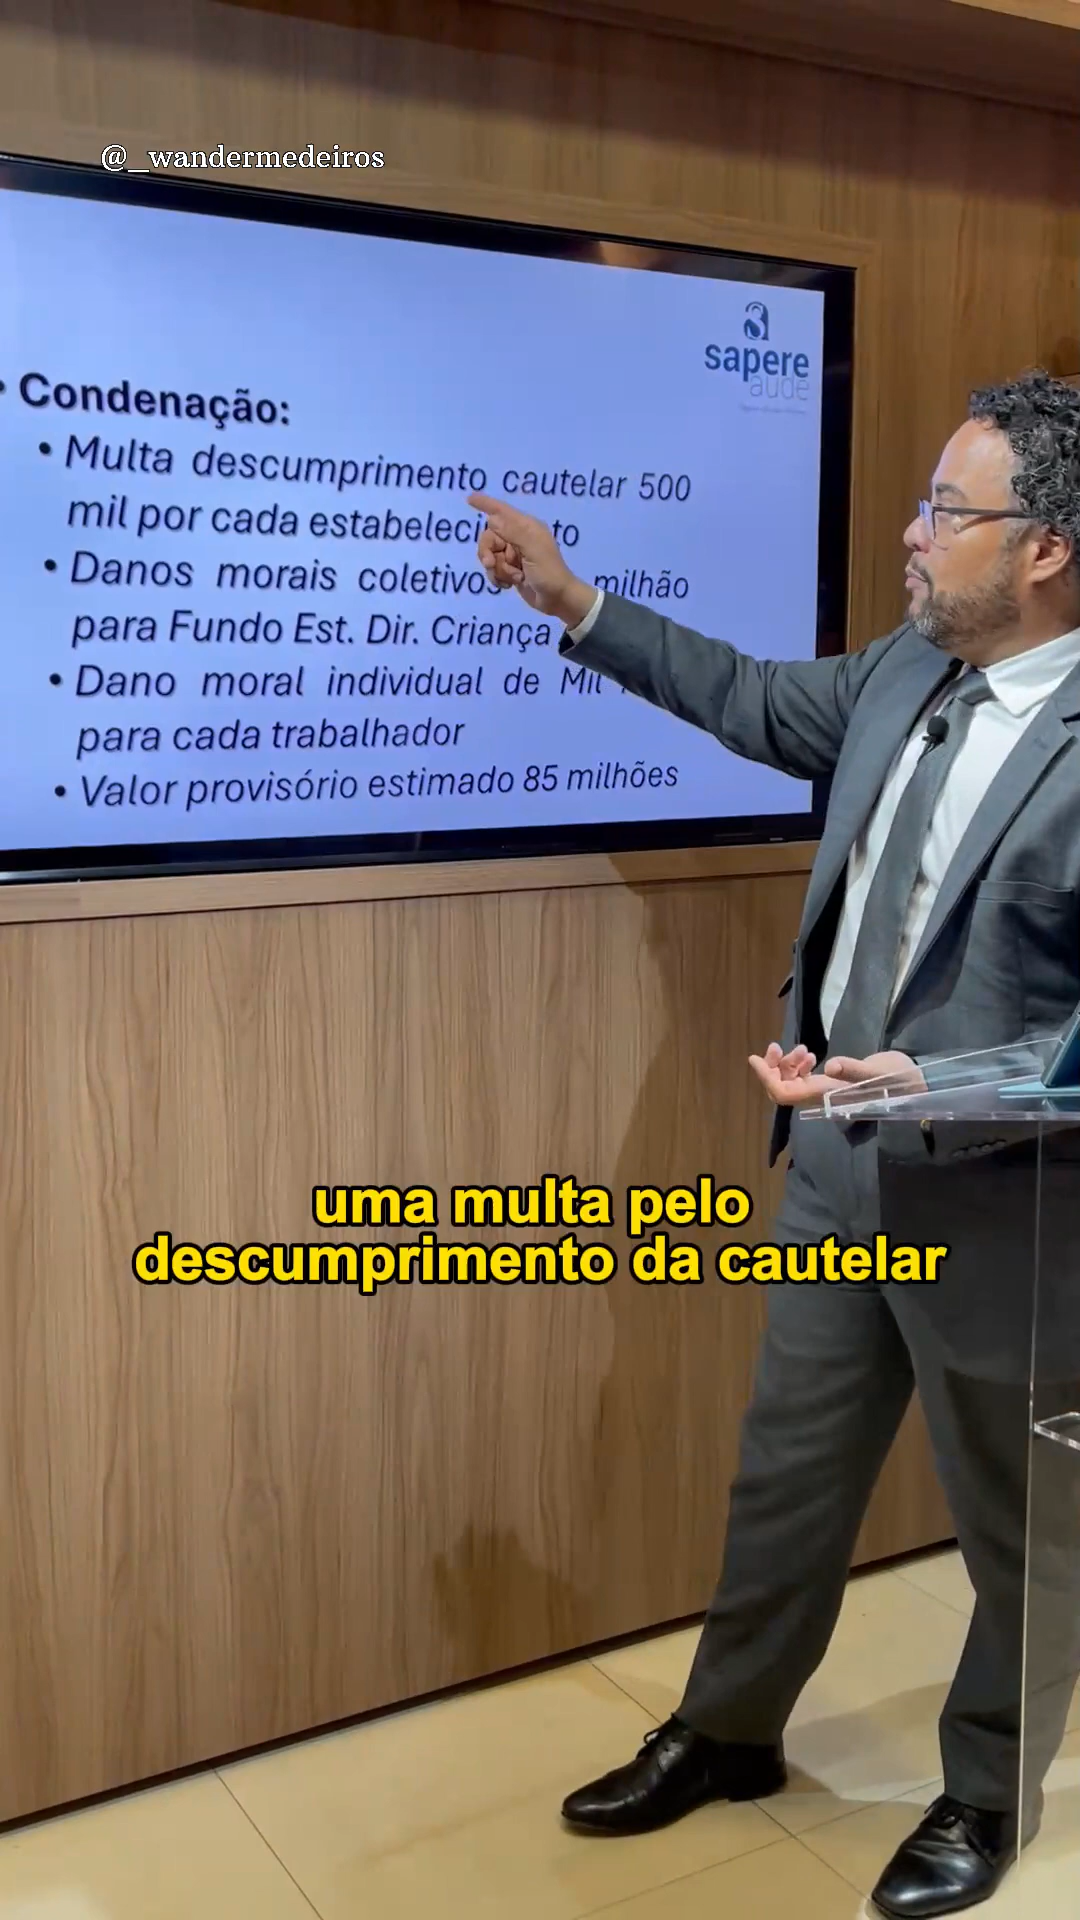 @_wandermedeiros
sapere
aude
• Condenação:
• Multa descumprimento cautelar 500
mil por cada estabeleci to
• Danos morais coletivos milhão
para Fundo Est. Dir. Criança
• Dano moral individual de Mil
para cada trabalhador
• Valor provisório estimado 85 milhões
uma multa pelo
descumprimento da cautelar